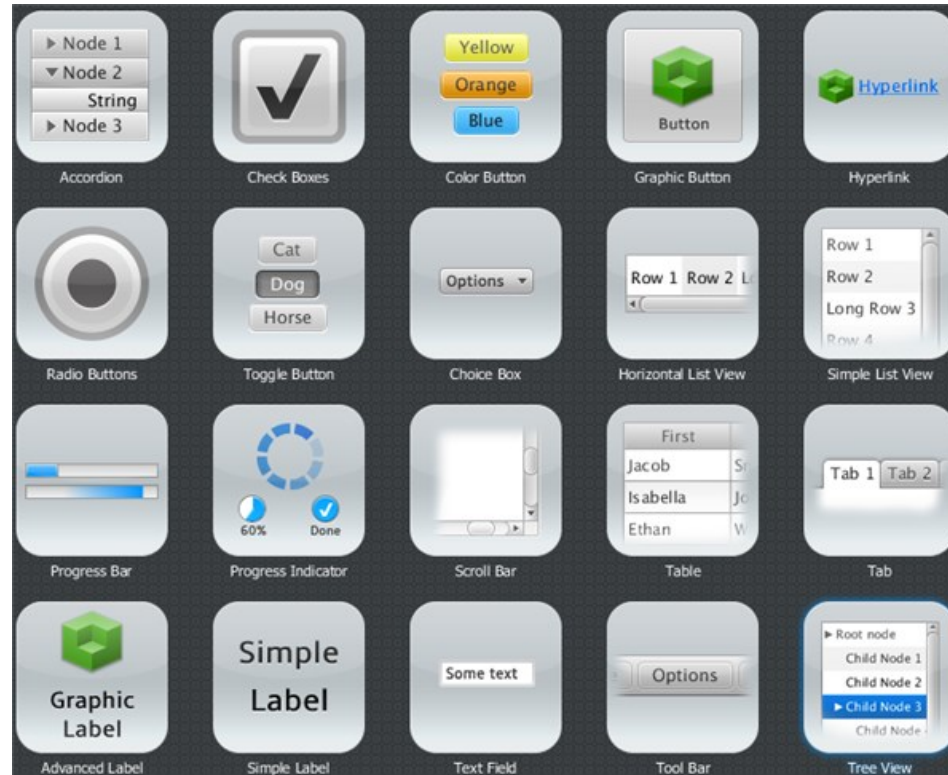 ▶ Node 1
▼ Node 2
String
▶ Node 3
Accordion
Check Boxes
Yellow
Orange
Blue
Color Button
Button
Graphic Button
Hyperlink
Hyperlink
Radio Buttons
Cat
Dog
Horse
Toggle Button
Options
Choice Box
Row 1 Row 2
Horizontal List View
Row 1
Row 2
Long Row 3
Row 4
Simple List View
Progress Bar
60% Done
Progress Indicator
Scroll Bar
First
Jacob
Isabella
Ethan
Table
Tab 1 Tab 2
Tab
Graphic
Label
Advanced Label
Simple
Label
Simple Label
Some text
Text Field
Options
Tool Bar
▶ Root node
Child Node 1
Child Node 2
▶ Child Node 3
Child Node
Tree View